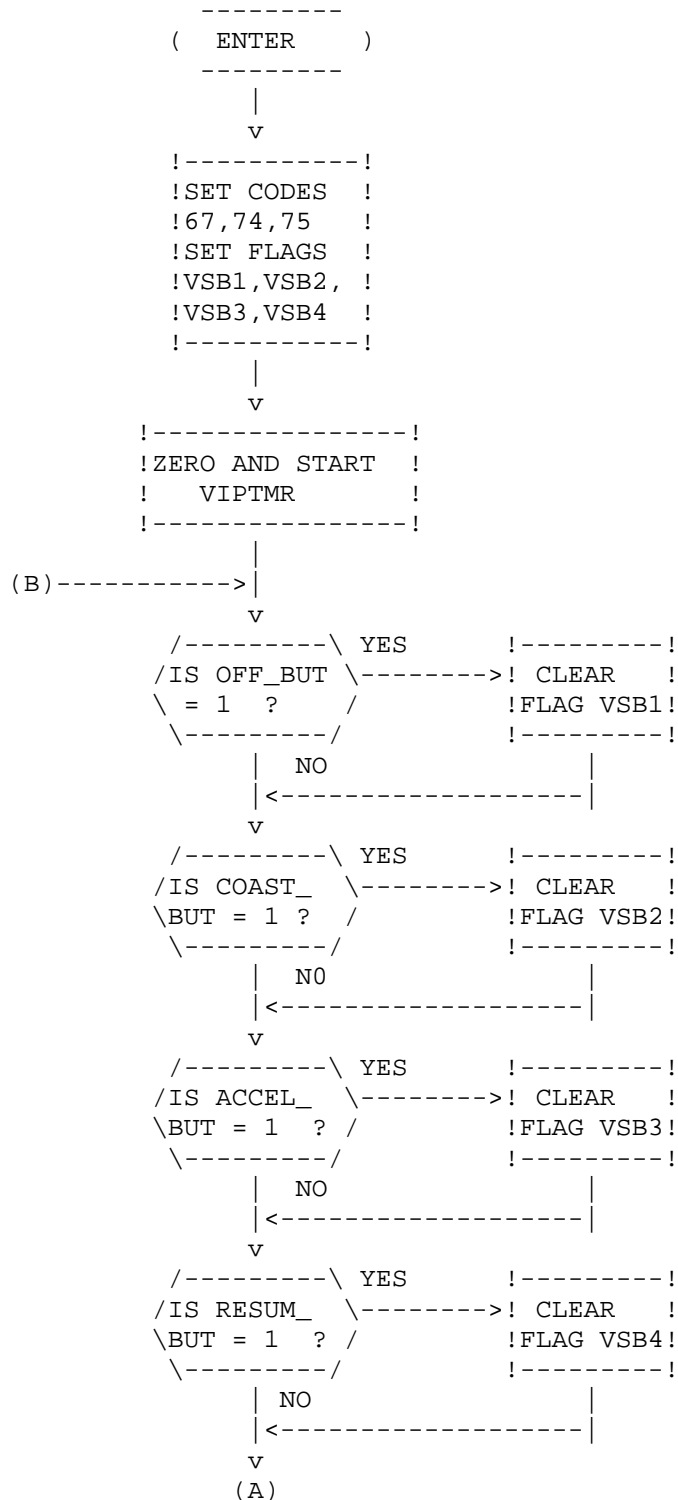 ---------
( ENTER )
---------
|
v
!-----------!
!SET CODES !
!67,74,75 !
!SET FLAGS !
!VSB1,VSB2, !
!VSB3,VSB4 !
!-----------!
|
v
!----------------!
!ZERO AND START !
! VIPTMR !
!----------------!
|
(B)----------->|
v
/---------\ YES !---------!
/IS OFF_BUT \-------->! CLEAR !
\ = 1 ? / !FLAG VSB1!
\---------/ !---------!
| NO |
|<-------------------|
v
/---------\ YES !---------!
/IS COAST_ \-------->! CLEAR !
\BUT = 1 ? / !FLAG VSB2!
\---------/ !---------!
| N0 |
|<-------------------|
v
/---------\ YES !---------!
/IS ACCEL_ \-------->! CLEAR !
\BUT = 1 ? / !FLAG VSB3!
\---------/ !---------!
| NO |
|<-------------------|
v
/---------\ YES !---------!
/IS RESUM_ \-------->! CLEAR !
\BUT = 1 ? / !FLAG VSB4!
\---------/ !---------!
| NO |
|<-------------------|
v
(A)